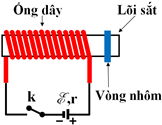 Ống dây
Lõi sắt
Vòng nhôm
k
ℰ,r
− +